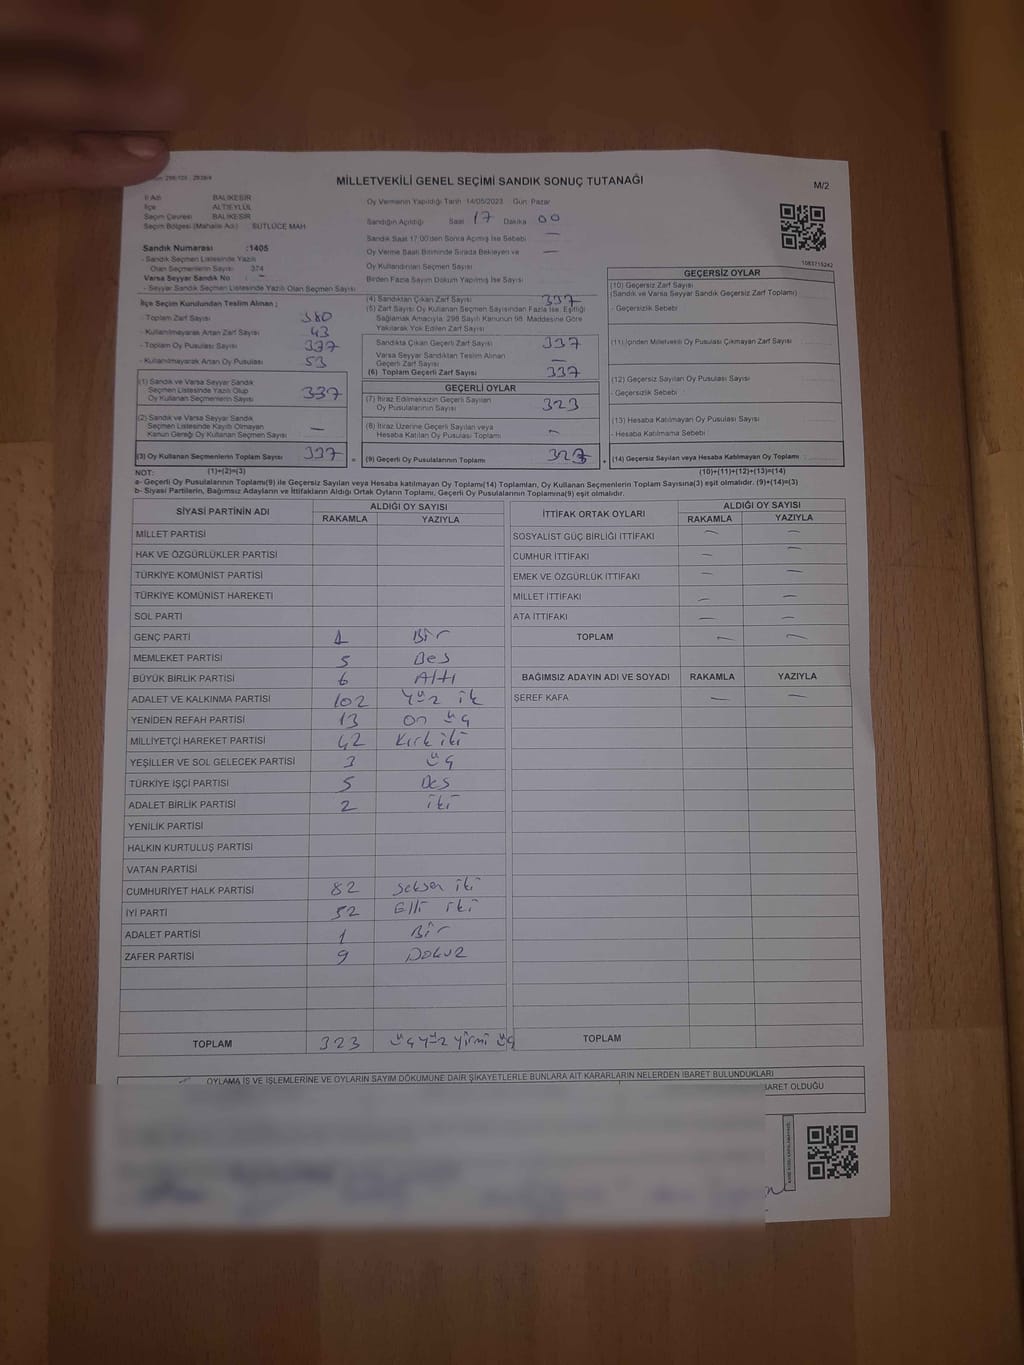 MİLLETVEKİLİ GENEL SEÇİMİ SANDIK SONUÇ TUTANAĞI
M/2
İl Adı BALIKESİR
İlçe ALTIEYLÜL
Seçim Çevresi BALIKESİR
Seçim Bölgesi (Mahalle Adı) : SÜTLÜCE MAH
Sandık Numarası :1405
- Sandık Seçmen Listesinde Yazılı
Olan Seçmenlerin Sayısı 374
Varsa Seyyar Sandık No : –
- Seyyar Sandık Seçmen Listesinde Yazılı Olan Seçmen Sayısı
İlçe Seçim Kurulundan Teslim Alınan ;
- Toplam Zarf Sayısı 380
- Kullanılmayarak Artan Zarf Sayısı 43
- Toplam Oy Pusulası Sayısı 337
- Kullanılmayarak Artan Oy Pusulası 53
(1) Sandık ve Varsa Seyyar Sandık
Seçmen Listesinde Yazılı Olup
Oy Kullanan Seçmenlerin Sayısı 337
(2) Sandık ve Varsa Seyyar Sandık
Seçmen Listesinde Kayıtlı Olmayan
Kanun Gereği Oy Kullanan Seçmen Sayısı –
(3) Oy Kullanan Seçmenlerin Toplam Sayısı 337
Oy Vermenin Yapıldığı Tarih 14/05/2023 Gün: Pazar
Sandığın Açıldığı Saat 17 Dakika 00
Sandık Saat 17:00'den Sonra Açılmış İse Sebebi –
Oy Verme Saati Bitiminde Sırada Bekleyen ve –
Oy Kullandırılan Seçmen Sayısı
Birden Fazla Sayım Döküm Yapılmış İse Sayısı
(4) Sandıktan Çıkan Zarf Sayısı 337
(5) Zarf Sayısı Oy Kullanan Seçmen Sayısından Fazla İse, Eşitliği
Sağlamak Amacıyla; 298 Sayılı Kanunun 98. Maddesine Göre
Yakılarak Yok Edilen Zarf Sayısı
Sandıkta Çıkan Geçerli Zarf Sayısı 337
Varsa Seyyar Sandıktan Teslim Alınan
Geçerli Zarf Sayısı –
(6) Toplam Geçerli Zarf Sayısı 337
GEÇERLİ OYLAR
(7) İtiraz Edilmeksizin Geçerli Sayılan
Oy Pusulalarının Sayısı 323
(8) İtiraz Üzerine Geçerli Sayılan veya
Hesaba Katılan Oy Pusulası Toplamı –
= (9) Geçerli Oy Pusulalarının Toplamı 323
1083715242
GEÇERSİZ OYLAR
(10) Geçersiz Zarf Sayısı
(Sandık ve Varsa Seyyar Sandık Geçersiz Zarf Toplamı)
- Geçersizlik Sebebi
(11) İçinden Milletvekili Oy Pusulası Çıkmayan Zarf Sayısı
(12) Geçersiz Sayılan Oy Pusulası Sayısı
- Geçersizlik Sebebi
(13) Hesaba Katılmayan Oy Pusulası Sayısı
- Hesaba Katılmama Sebebi
+ (14) Geçersiz Sayılan veya Hesaba Katılmayan Oy Toplamı
NOT: (1)+(2)=(3) (10)+(11)+(12)+(13)=(14)
a- Geçerli Oy Pusulalarının Toplamı(9) ile Geçersiz Sayılan veya Hesaba katılmayan Oy Toplamı(14) Toplamları, Oy Kullanan Seçmenlerin Toplam Sayısına(3) eşit olmalıdır. (9)+(14)=(3)
b- Siyasi Partilerin, Bağımsız Adayların ve İttifakların Aldığı Ortak Oyların Toplamı, Geçerli Oy Pusulalarının Toplamına(9) eşit olmalıdır.
SİYASİ PARTİNİN ADI ALDIĞI OY SAYISI
RAKAMLA YAZIYLA
MİLLET PARTİSİ
HAK VE ÖZGÜRLÜKLER PARTİSİ
TÜRKİYE KOMÜNİST PARTİSİ
TÜRKİYE KOMÜNİST HAREKETİ
SOL PARTİ
GENÇ PARTİ 1 Bir
MEMLEKET PARTİSİ 5 Bes
BÜYÜK BİRLİK PARTİSİ 6 Altı
ADALET VE KALKINMA PARTİSİ 102 Yüz ik
YENİDEN REFAH PARTİSİ 13 on üç
MİLLİYETÇİ HAREKET PARTİSİ 42 Kırk iki
YEŞİLLER VE SOL GELECEK PARTİSİ 3 üç
TÜRKİYE İŞÇİ PARTİSİ 5 Bes
ADALET BİRLİK PARTİSİ 2 iki
YENİLİK PARTİSİ
HALKIN KURTULUŞ PARTİSİ
VATAN PARTİSİ
CUMHURİYET HALK PARTİSİ 82 seksen iki
İYİ PARTİ 52 Elli iki
ADALET PARTİSİ 1 Bir
ZAFER PARTİSİ 9 Dokuz
TOPLAM 323 üç yüz yirmi üç
İTTİFAK ORTAK OYLARI ALDIĞI OY SAYISI
RAKAMLA YAZIYLA
SOSYALİST GÜÇ BİRLİĞİ İTTİFAKI – –
CUMHUR İTTİFAKI – –
EMEK VE ÖZGÜRLÜK İTTİFAKI – –
MİLLET İTTİFAKI – –
ATA İTTİFAKI – –
TOPLAM – –
BAĞIMSIZ ADAYIN ADI VE SOYADI RAKAMLA YAZIYLA
ŞEREF KAFA – –
TOPLAM
OYLAMA İŞ VE İŞLEMLERİNE VE OYLARIN SAYIM DÖKÜMÜNE DAİR ŞİKAYETLERLE BUNLARA AİT KARARLARIN NELERDEN İBARET BULUNDUKLARI
BARET OLDUĞU